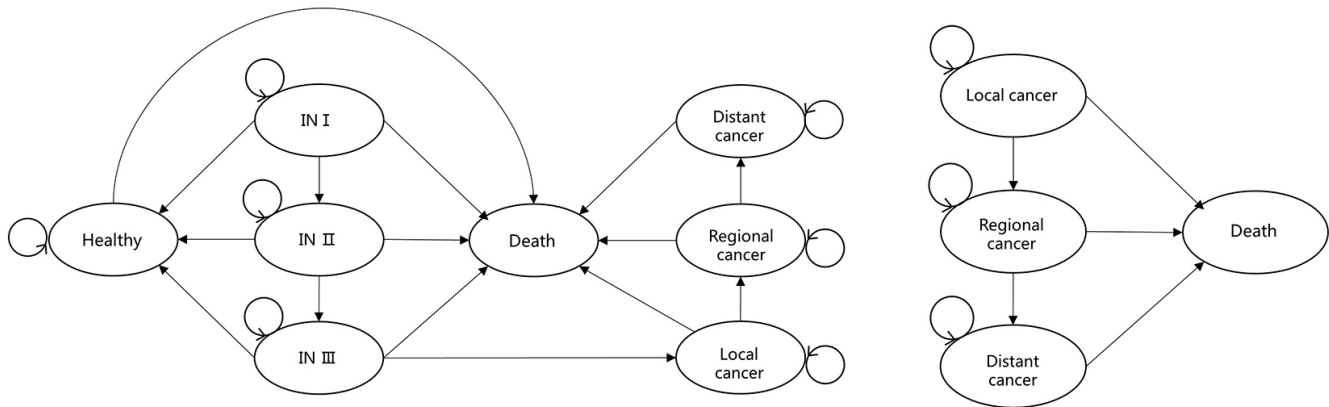 IN Ⅰ
Healthy
IN Ⅱ
IN Ⅲ
Death
Distant
cancer
Regional
cancer
Local
cancer
Local cancer
Regional
cancer
Distant
cancer
Death